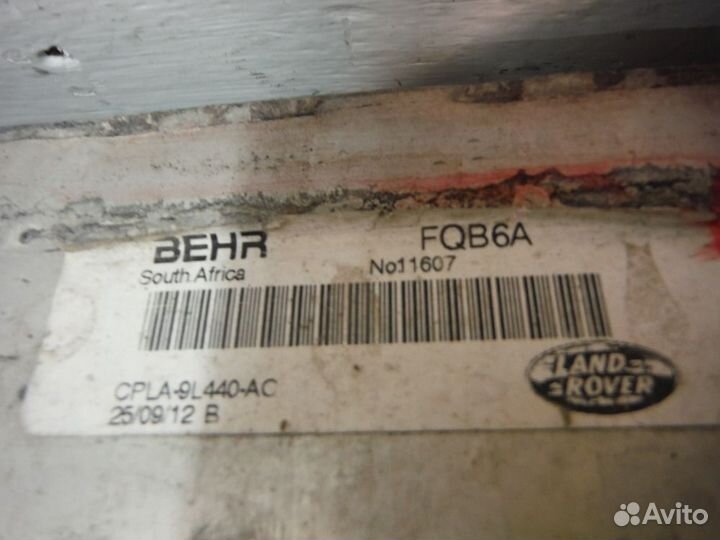 BEHR FQB6A
South Africa No11607
LAND
ROVER
CPLA-9L440-AC
25/09/12 B
Avito